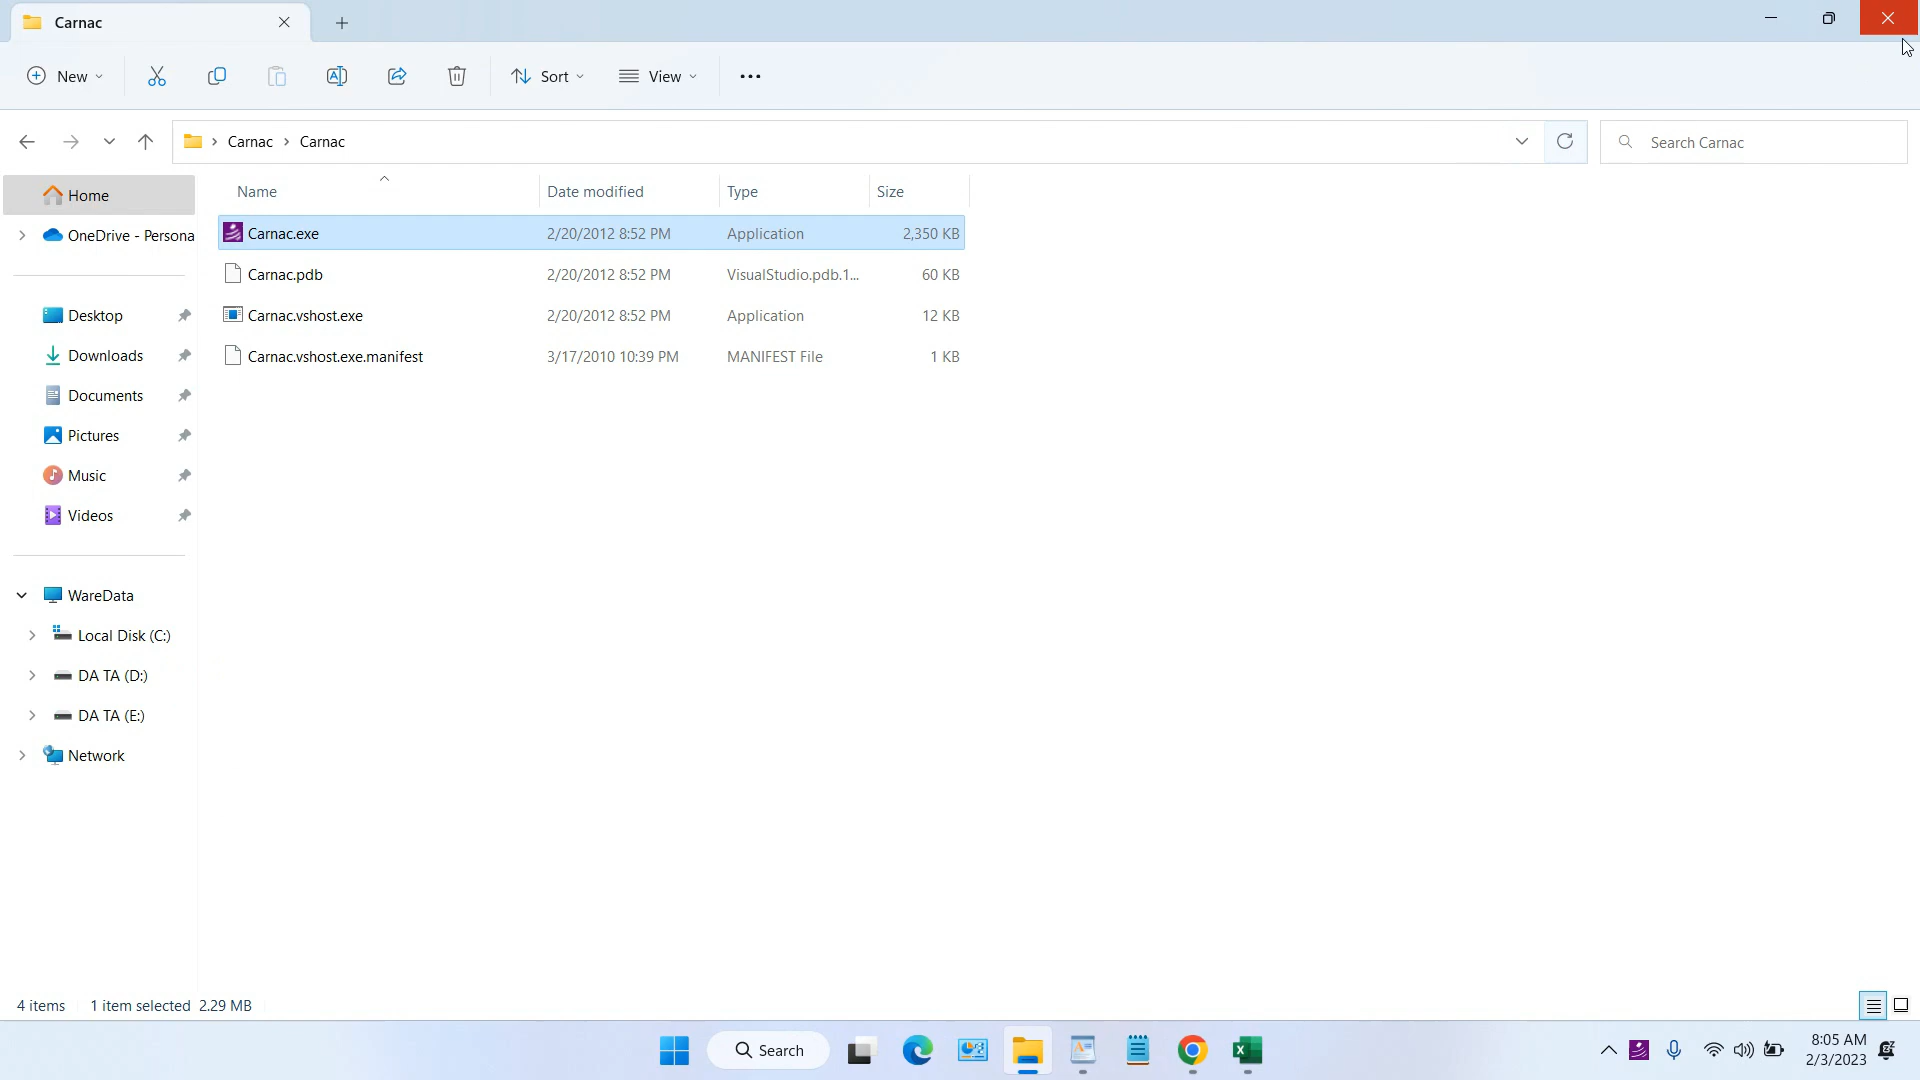 Carnac
New
Sort
View
Carnac
Carnac
Search Carnac
Name
Date modified
Type
Size
Home
OneDrive - Persona
Desktop
Downloads
Documents
Pictures
Music
Videos
WareData
Local Disk (C:)
DA TA (D:)
DA TA (E:)
Network
Carnac.exe 2/20/2012 8:52 PM Application 2,350 KB
Carnac.pdb 2/20/2012 8:52 PM VisualStudio.pdb.1... 60 KB
Carnac.vshost.exe 2/20/2012 8:52 PM Application 12 KB
Carnac.vshost.exe.manifest 3/17/2010 10:39 PM MANIFEST File 1 KB
4 items 1 item selected 2.29 MB
Search
8:05 AM
2/3/2023